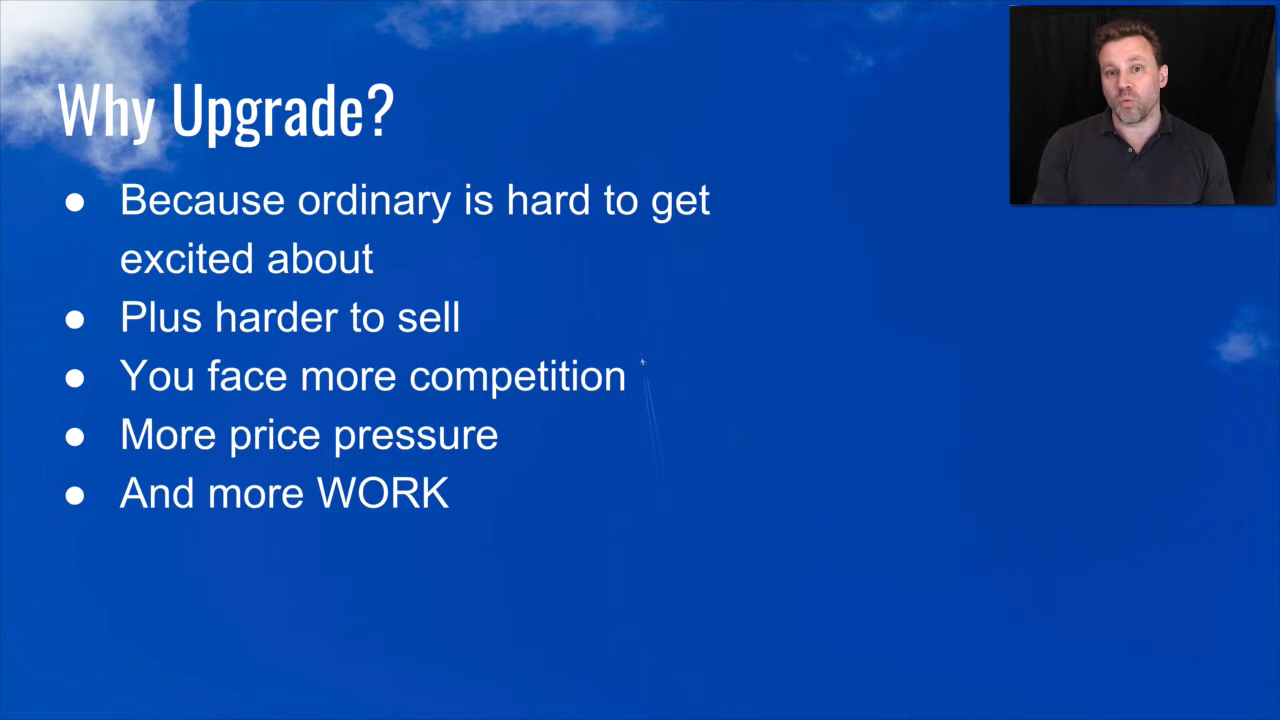 Why Upgrade?
● Because ordinary is hard to get
excited about
● Plus harder to sell
● You face more competition
● More price pressure
● And more WORK